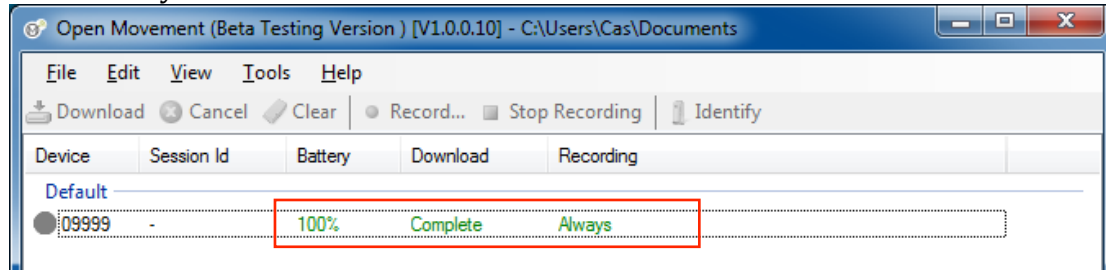 Open Movement (Beta Testing Version ) [V1.0.0.10] - C:\Users\Cas\Documents
File Edit View Tools Help
Download Cancel Clear Record... Stop Recording Identify
Device Session Id Battery Download Recording
Default
09999 - 100% Complete Always